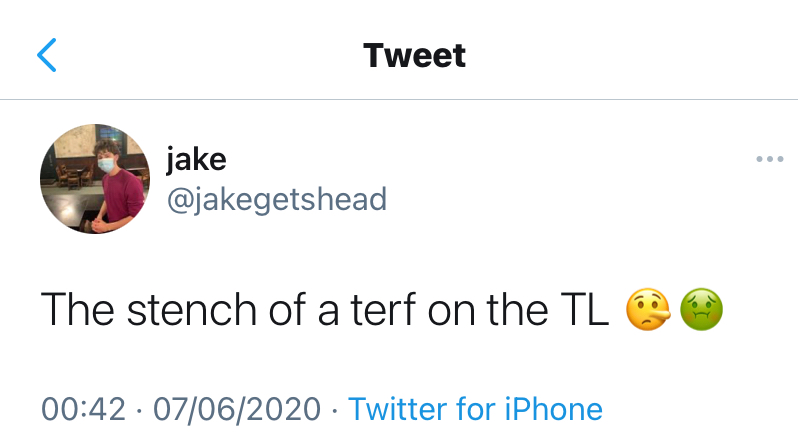 Tweet
jake
@jakegetshead
The stench of a terf on the TL 🤥🤢
00:42 · 07/06/2020 · Twitter for iPhone